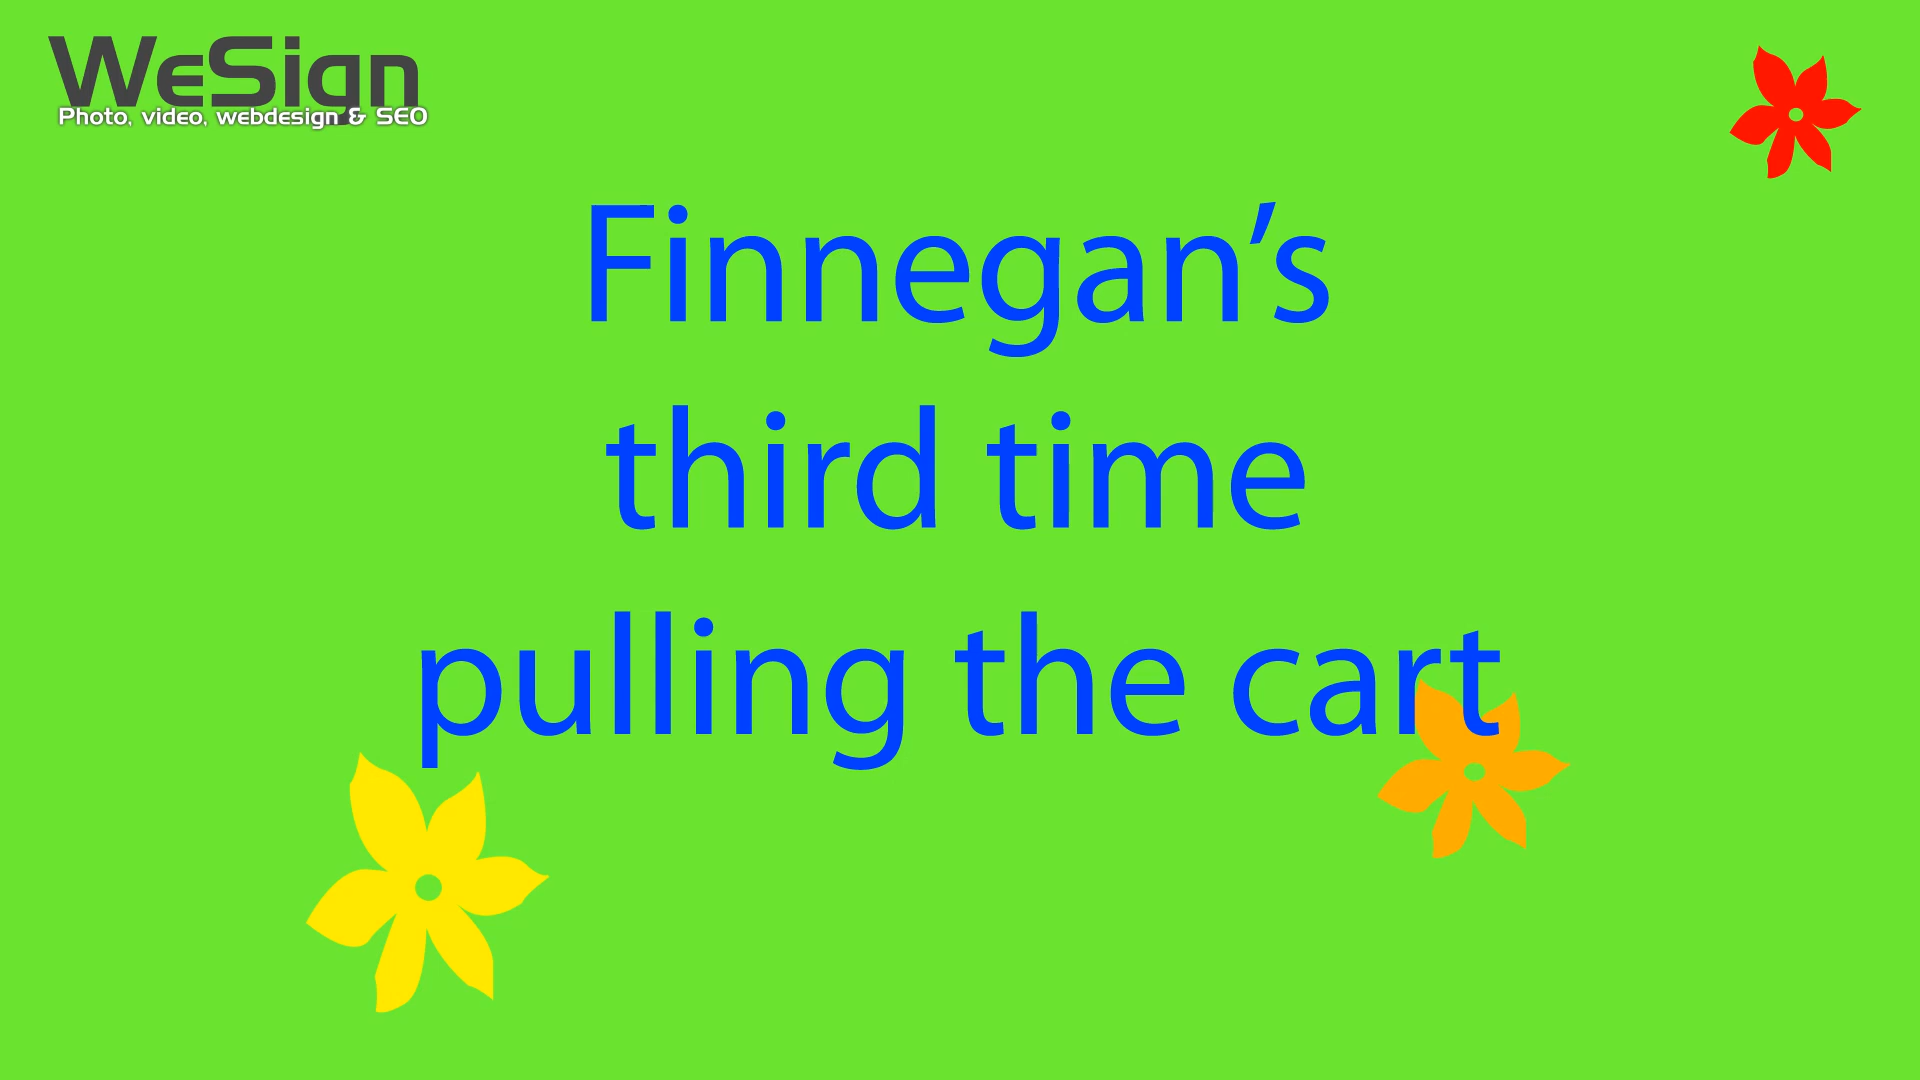 WeSign
Photo, video, webdesign & SEO
Finnegan’s
third time
pulling the cart